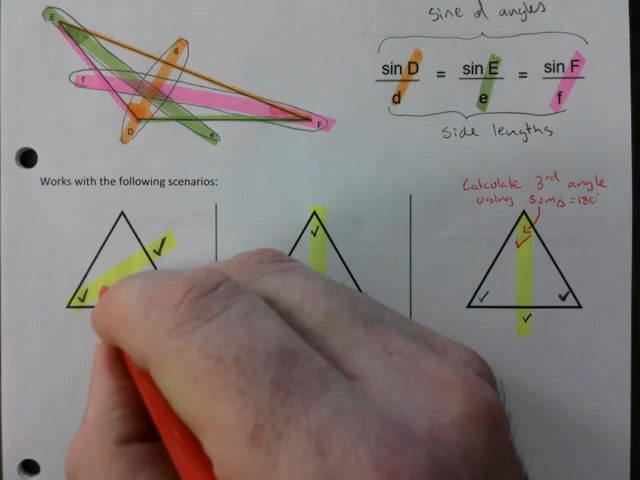 sine of angles
E
d
f
D
e
F
sin D = sin E = sin F
d e f
side lengths
Works with the following scenarios:
Calculate 3rd angle
using sum△=180°